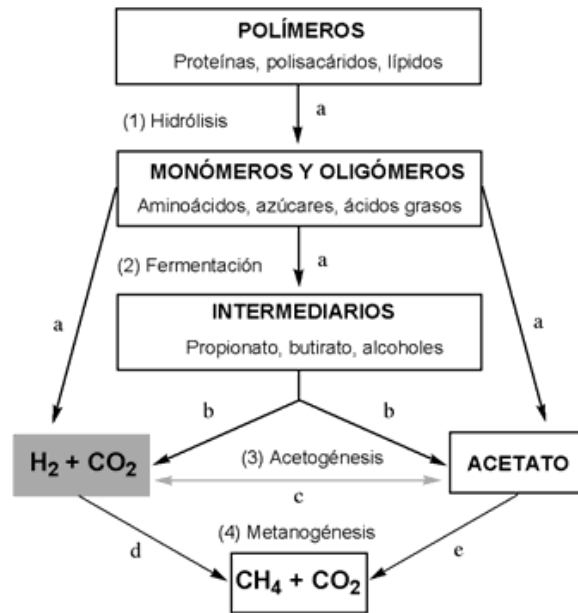 POLÍMEROS
Proteínas, polisacáridos, lípidos
a
(1) Hidrólisis
MONÓMEROS Y OLIGÓMEROS
Aminoácidos, azúcares, ácidos grasos
(2) Fermentación
a
INTERMEDIARIOS
Propionato, butirato, alcoholes
a
a
b
b
H₂ + CO₂
(3) Acetogénesis
ACETATO
c
(4) Metanogénesis
d
e
CH₄ + CO₂